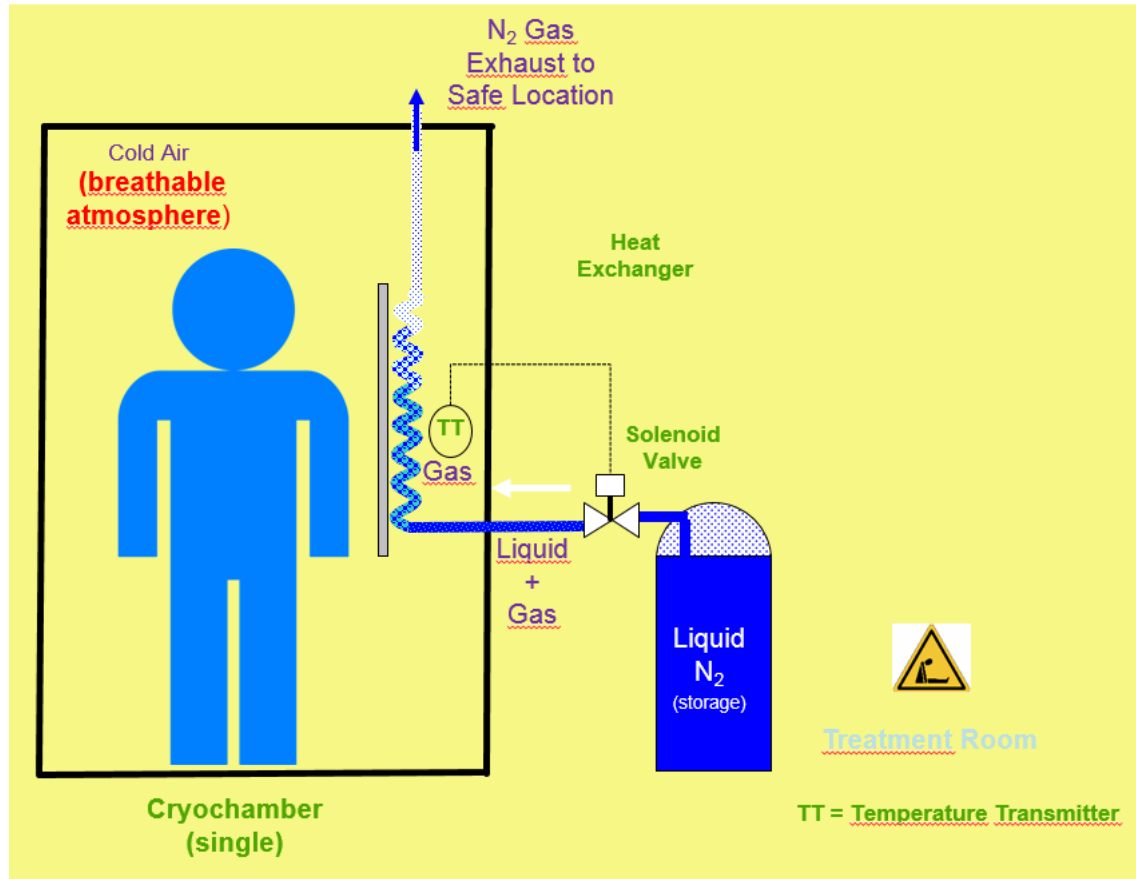 N₂ Gas
Exhaust to
Safe Location
Cold Air
(breathable
atmosphere)
Heat
Exchanger
TT
Gas
Solenoid
Valve
Liquid
+
Gas
Liquid
N₂
(storage)
Treatment Room
Cryochamber
(single)
TT = Temperature Transmitter